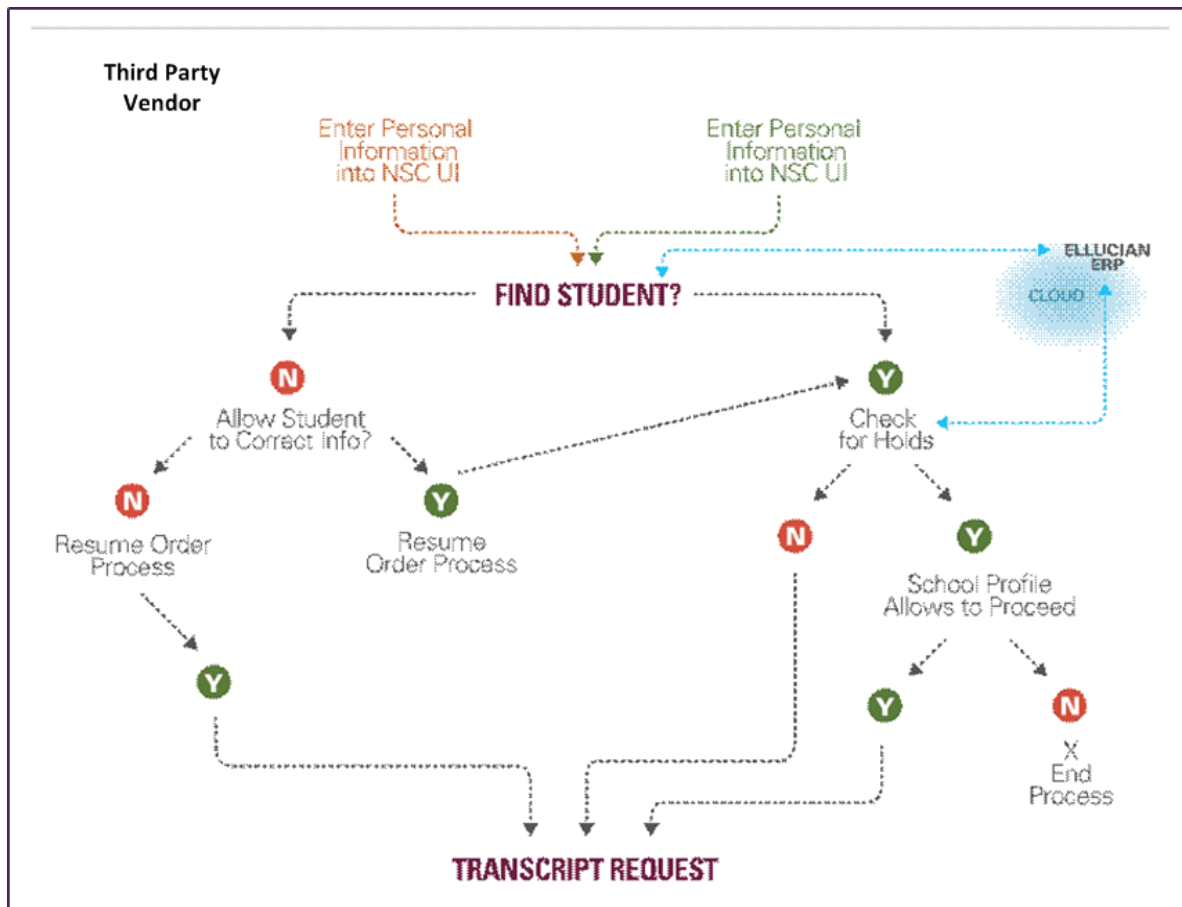 Third Party
Vendor
Enter Personal
Information
into NSC UI
Enter Personal
Information
into NSC UI
ELLUCIAN
ERP
CLOUD
FIND STUDENT?
N
Allow Student
to Correct Info?
Y
Check
for Holds
N
Resume Order
Process
Y
Resume
Order Process
N
Y
School Profile
Allows to Proceed
Y
Y
N
X
End
Process
TRANSCRIPT REQUEST